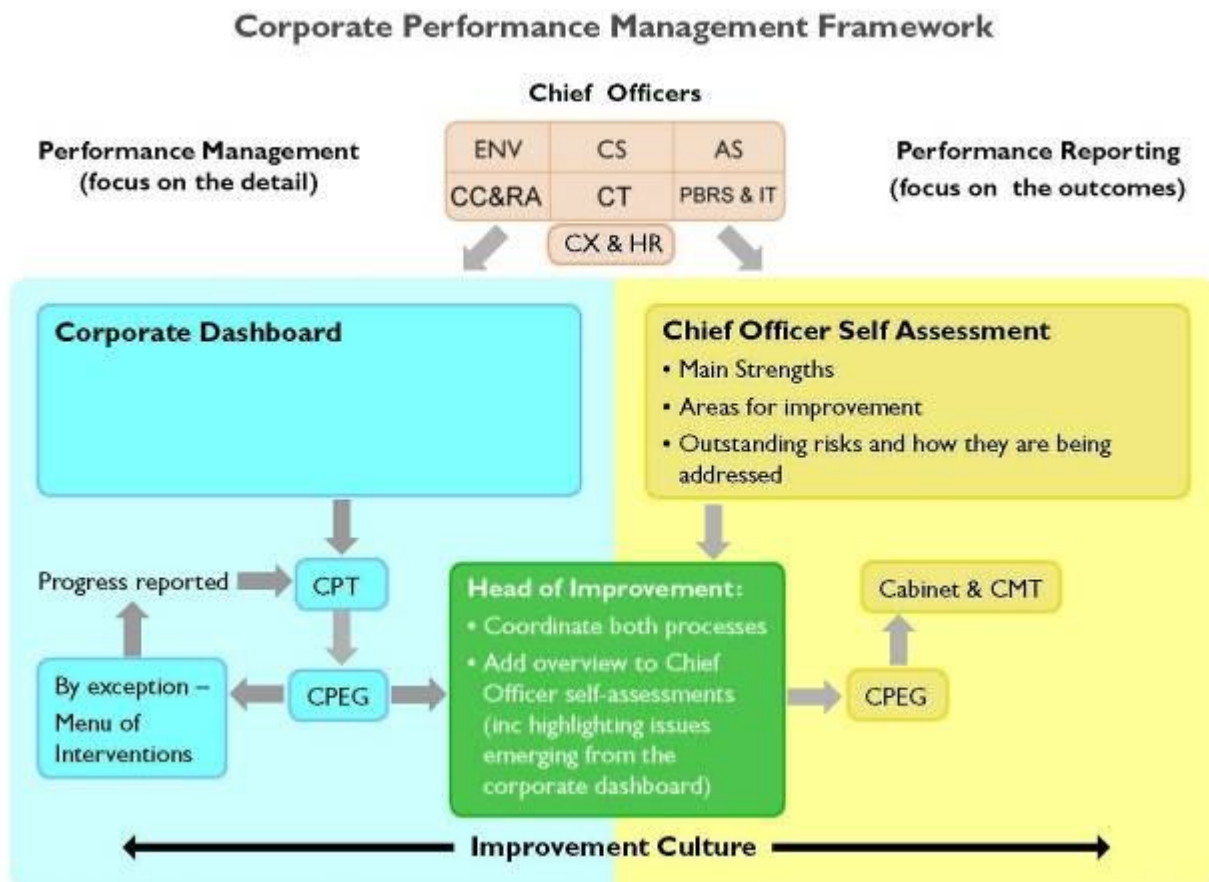 Corporate Performance Management Framework
Chief Officers
Performance Management
(focus on the detail)
ENV
CS
AS
CC&RA
CT
PBRS & IT
CX & HR
Performance Reporting
(focus on the outcomes)
Corporate Dashboard
Chief Officer Self Assessment
• Main Strengths
• Areas for improvement
• Outstanding risks and how they are being
addressed
Progress reported
CPT
By exception –
Menu of
Interventions
CPEG
Head of Improvement:
• Coordinate both processes
• Add overview to Chief
Officer self-assessments
(inc highlighting issues
emerging from the
corporate dashboard)
Cabinet & CMT
CPEG
Improvement Culture